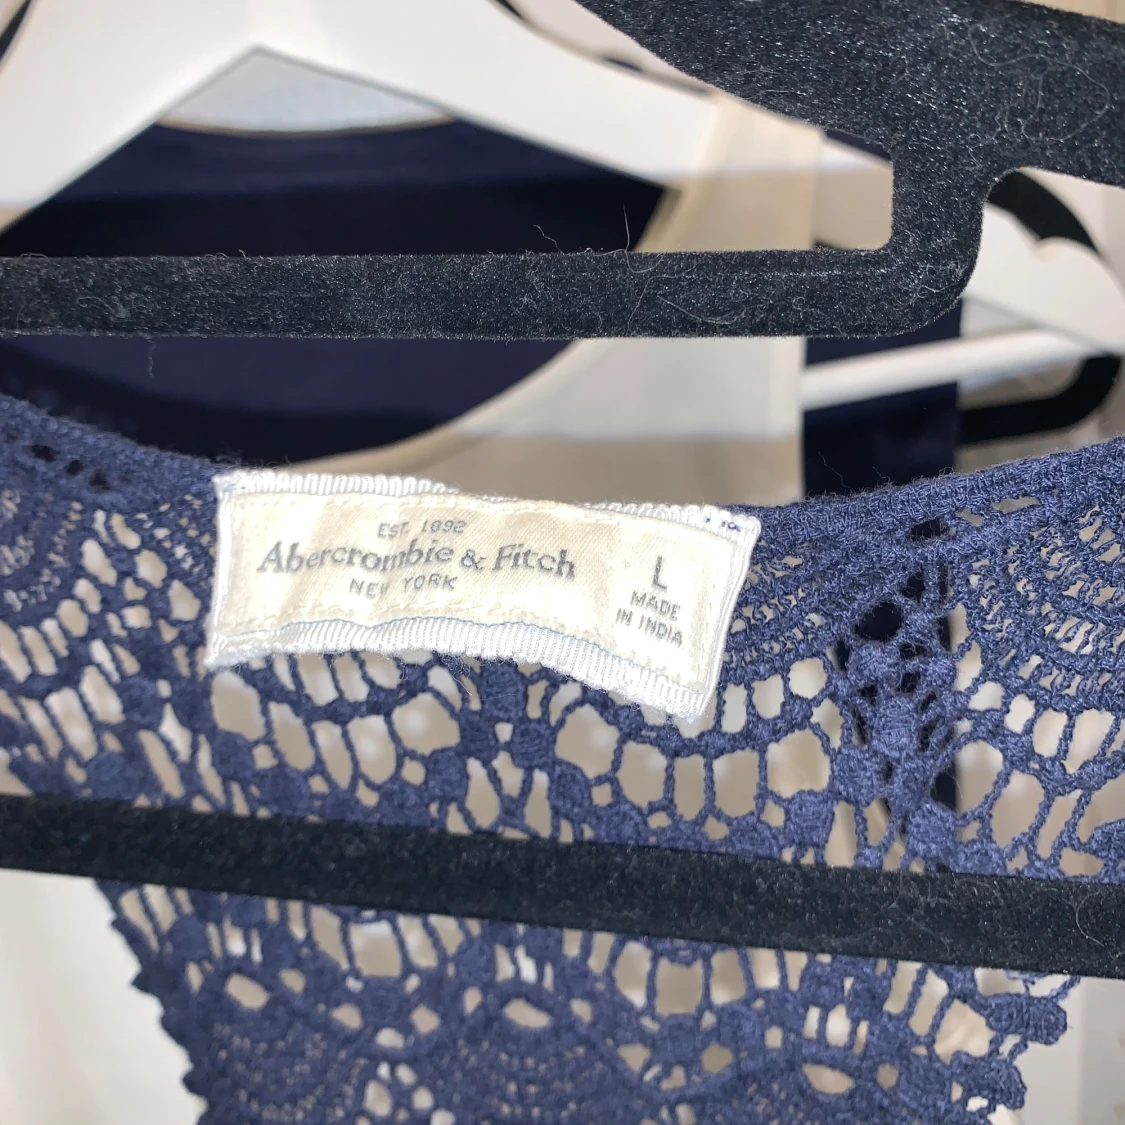 EST. 1892
Abercrombie & Fitch
NEW YORK
L
MADE
IN INDIA